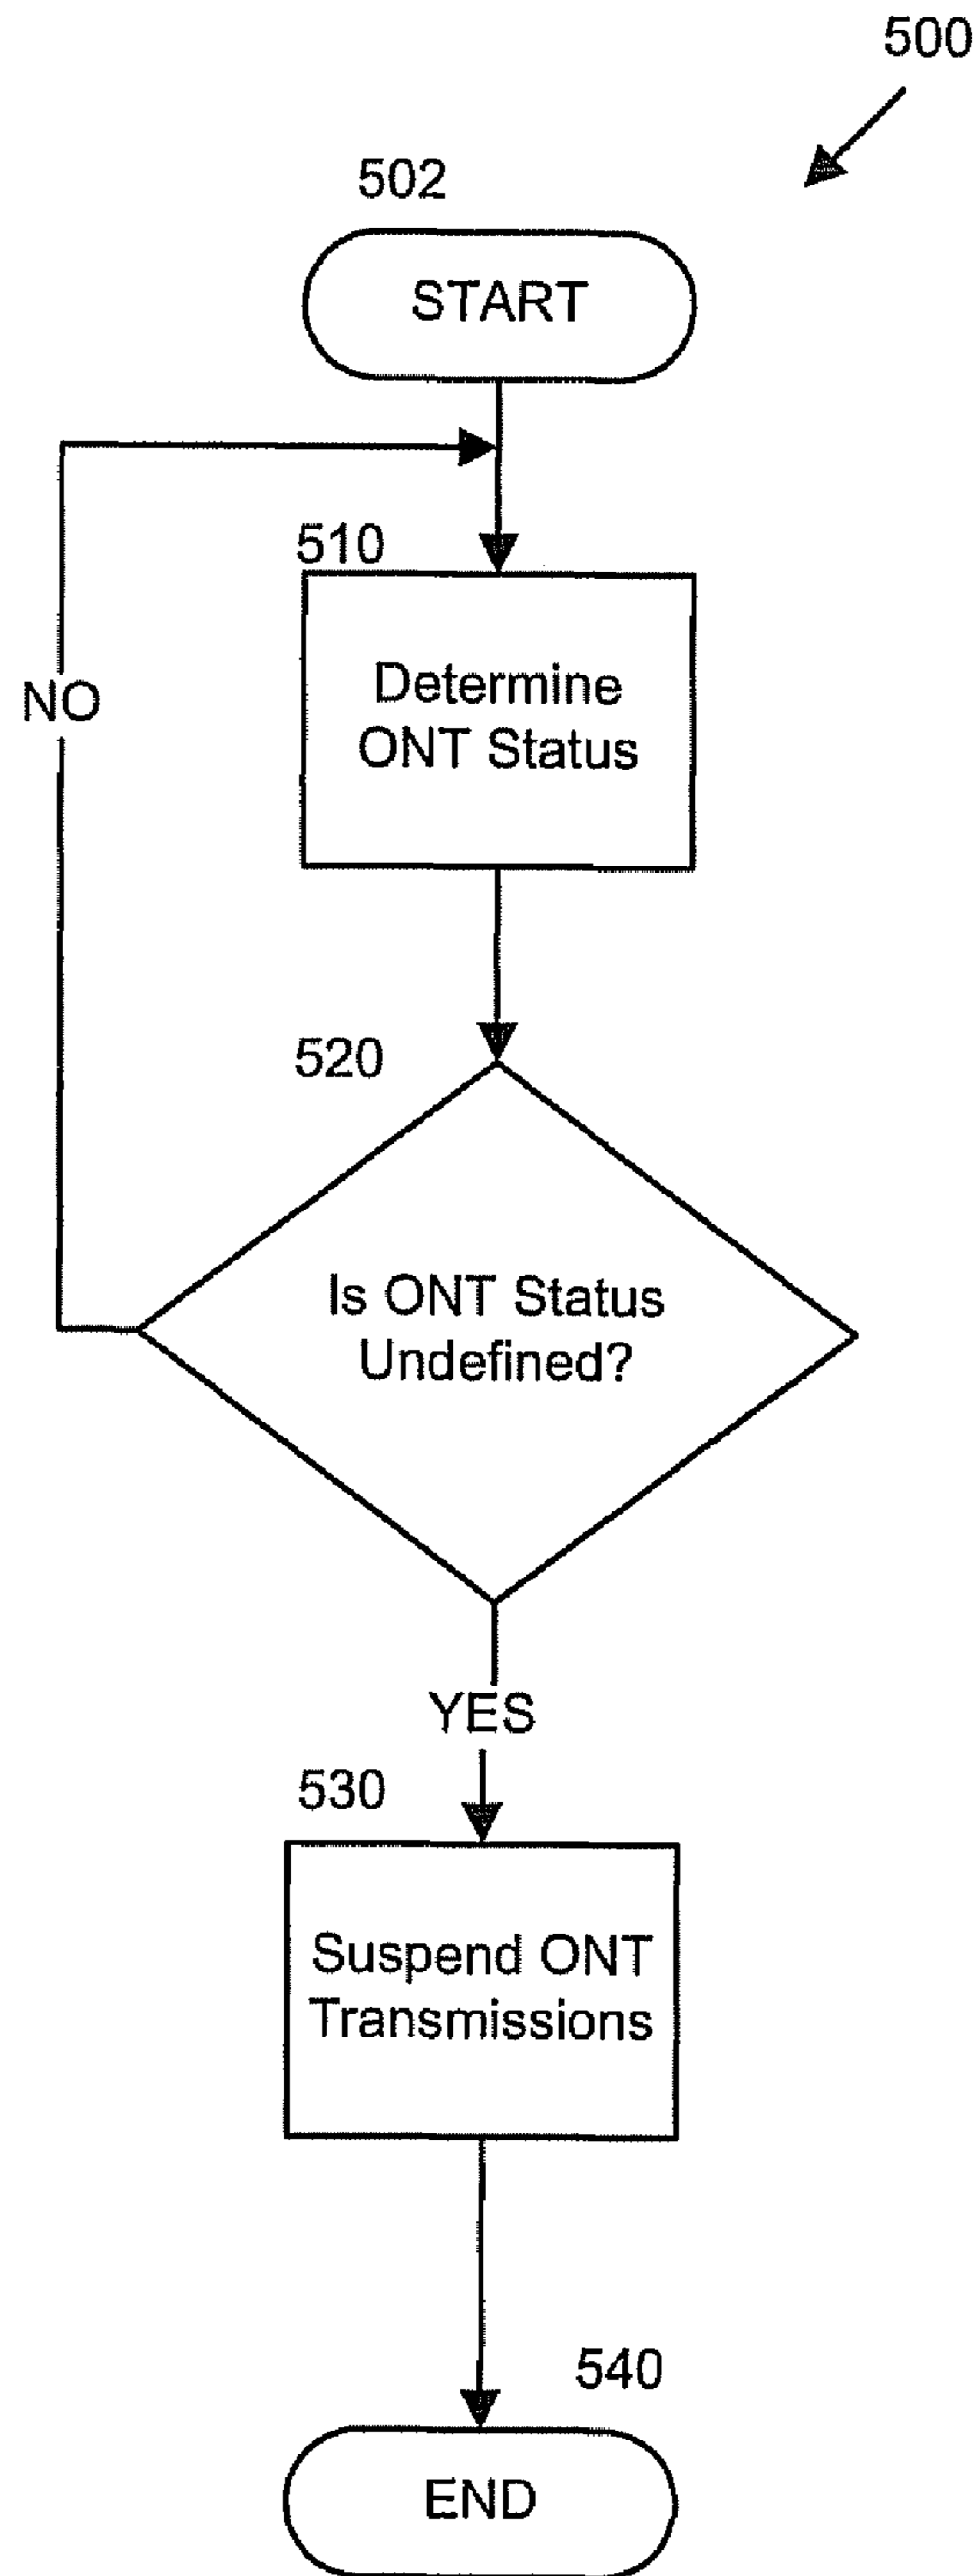 500
502
START
510
Determine
ONT Status
NO
520
Is ONT Status
Undefined?
YES
530
Suspend ONT
Transmissions
540
END